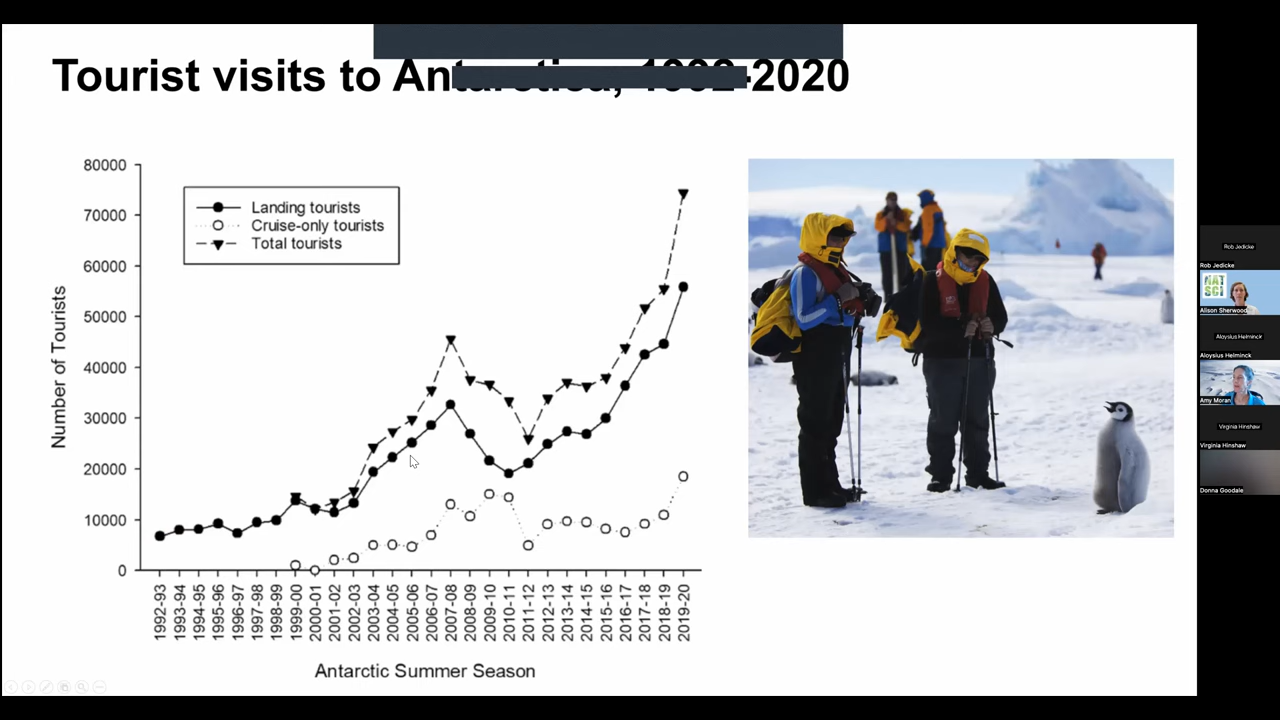 Tourist visits to Antarctica, 1992-2020
80000
70000
60000
50000
40000
30000
20000
10000
0
Number of Tourists
Landing tourists
Cruise-only tourists
Total tourists
1992-93
1993-94
1994-95
1995-96
1996-97
1997-98
1998-99
1999-00
2000-01
2001-02
2002-03
2003-04
2004-05
2005-06
2006-07
2007-08
2008-09
2009-10
2010-11
2011-12
2012-13
2013-14
2014-15
2015-16
2016-17
2017-18
2018-19
2019-20
Antarctic Summer Season
Rob Jedicke
Rob Jedicke
NAT
SCI
Alison Sherwood
Aloysius Helminck
Aloysius Helminck
Amy Moran
Virginia Hinshaw
Virginia Hinshaw
Donna Goodale